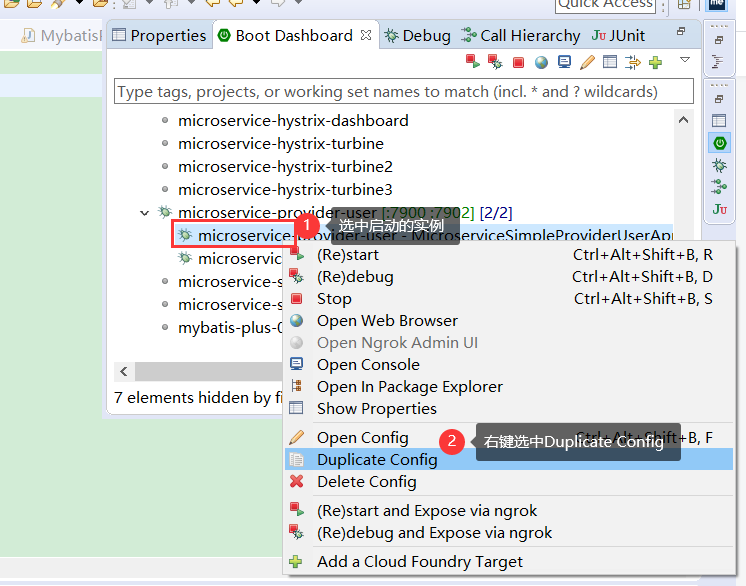 Quick Access
me
Mybatis
Properties
Boot Dashboard
Debug
Call Hierarchy
JU JUnit
Type tags, projects, or working set names to match (incl. * and ? wildcards)
microservice-hystrix-dashboard
microservice-hystrix-turbine
microservice-hystrix-turbine2
microservice-hystrix-turbine3
microservice-provider-user [:7900 :7902] [2/2]
1 选中启动的实例
microservice-provider-user - MicroserviceSimpleProviderUserApp
microservic
microservice-s
microservice-s
mybatis-plus-0
7 elements hidden by fi
JU
(Re)start Ctrl+Alt+Shift+B, R
(Re)debug Ctrl+Alt+Shift+B, D
Stop Ctrl+Alt+Shift+B, S
Open Web Browser
Open Ngrok Admin UI
Open Console
Open In Package Explorer
Show Properties
Open Config Ctrl+Alt+Shift+B, F
2 右键选中Duplicate Config
Duplicate Config
Delete Config
(Re)start and Expose via ngrok
(Re)debug and Expose via ngrok
Add a Cloud Foundry Target